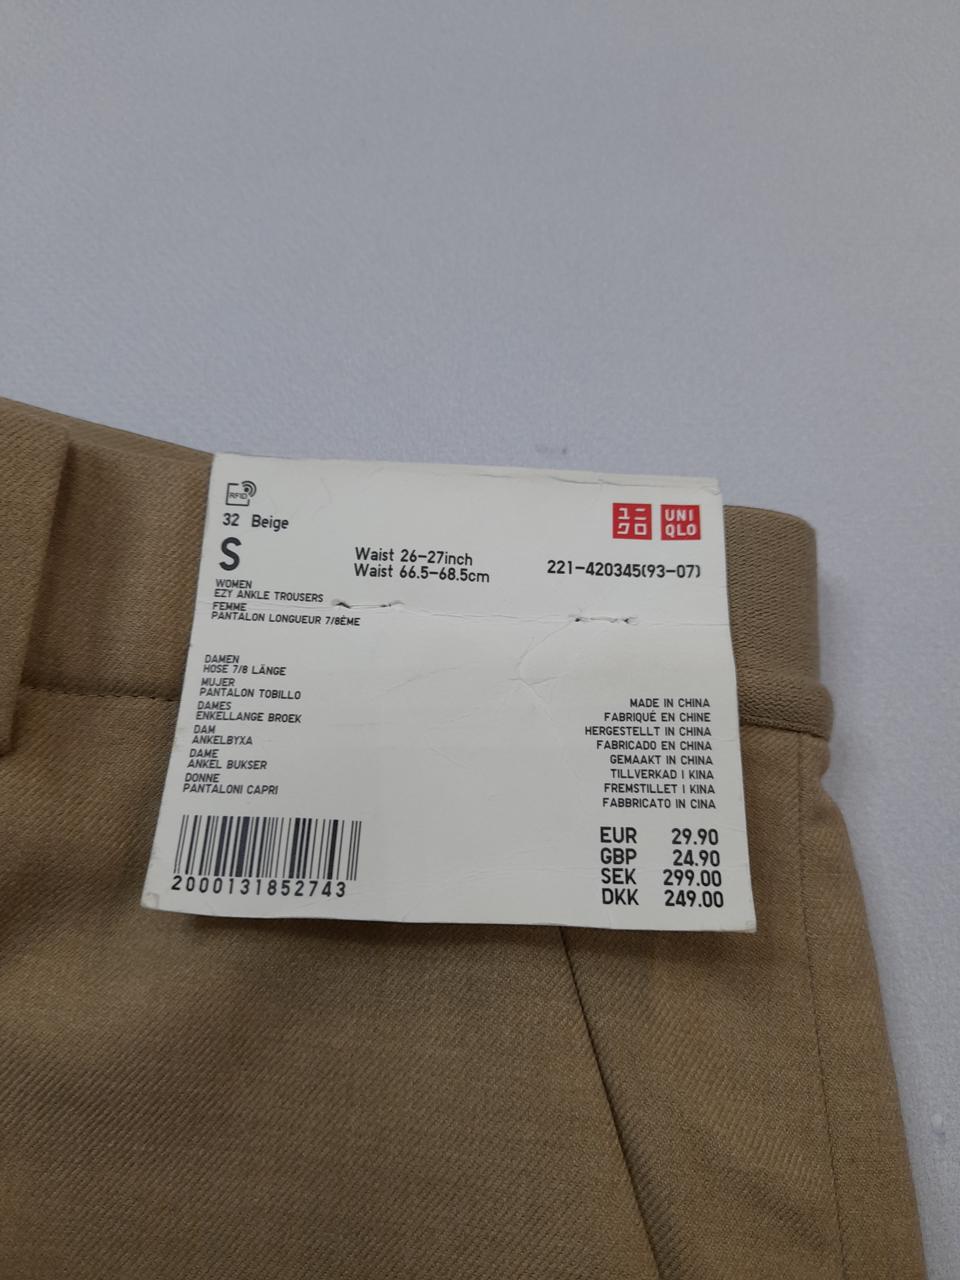 RFID
32 Beige
S
Waist 26-27inch
Waist 66.5-68.5cm
ユニ
クロ
UNI
QLO
221-420345(93-07)
WOMEN
EZY ANKLE TROUSERS
FEMME
PANTALON LONGUEUR 7/8ÈME
DAMEN
HOSE 7/8 LÄNGE
MUJER
PANTALON TOBILLO
DAMES
ENKELLANGE BROEK
DAM
ANKELBYXA
DAME
ANKEL BUKSER
DONNE
PANTALONI CAPRI
MADE IN CHINA
FABRIQUÉ EN CHINE
HERGESTELLT IN CHINA
FABRICADO EN CHINA
GEMAAKT IN CHINA
TILLVERKAD I KINA
FREMSTILLET I KINA
FABBRICATO IN CINA
EUR 29.90
GBP 24.90
SEK 299.00
DKK 249.00
2000131852743